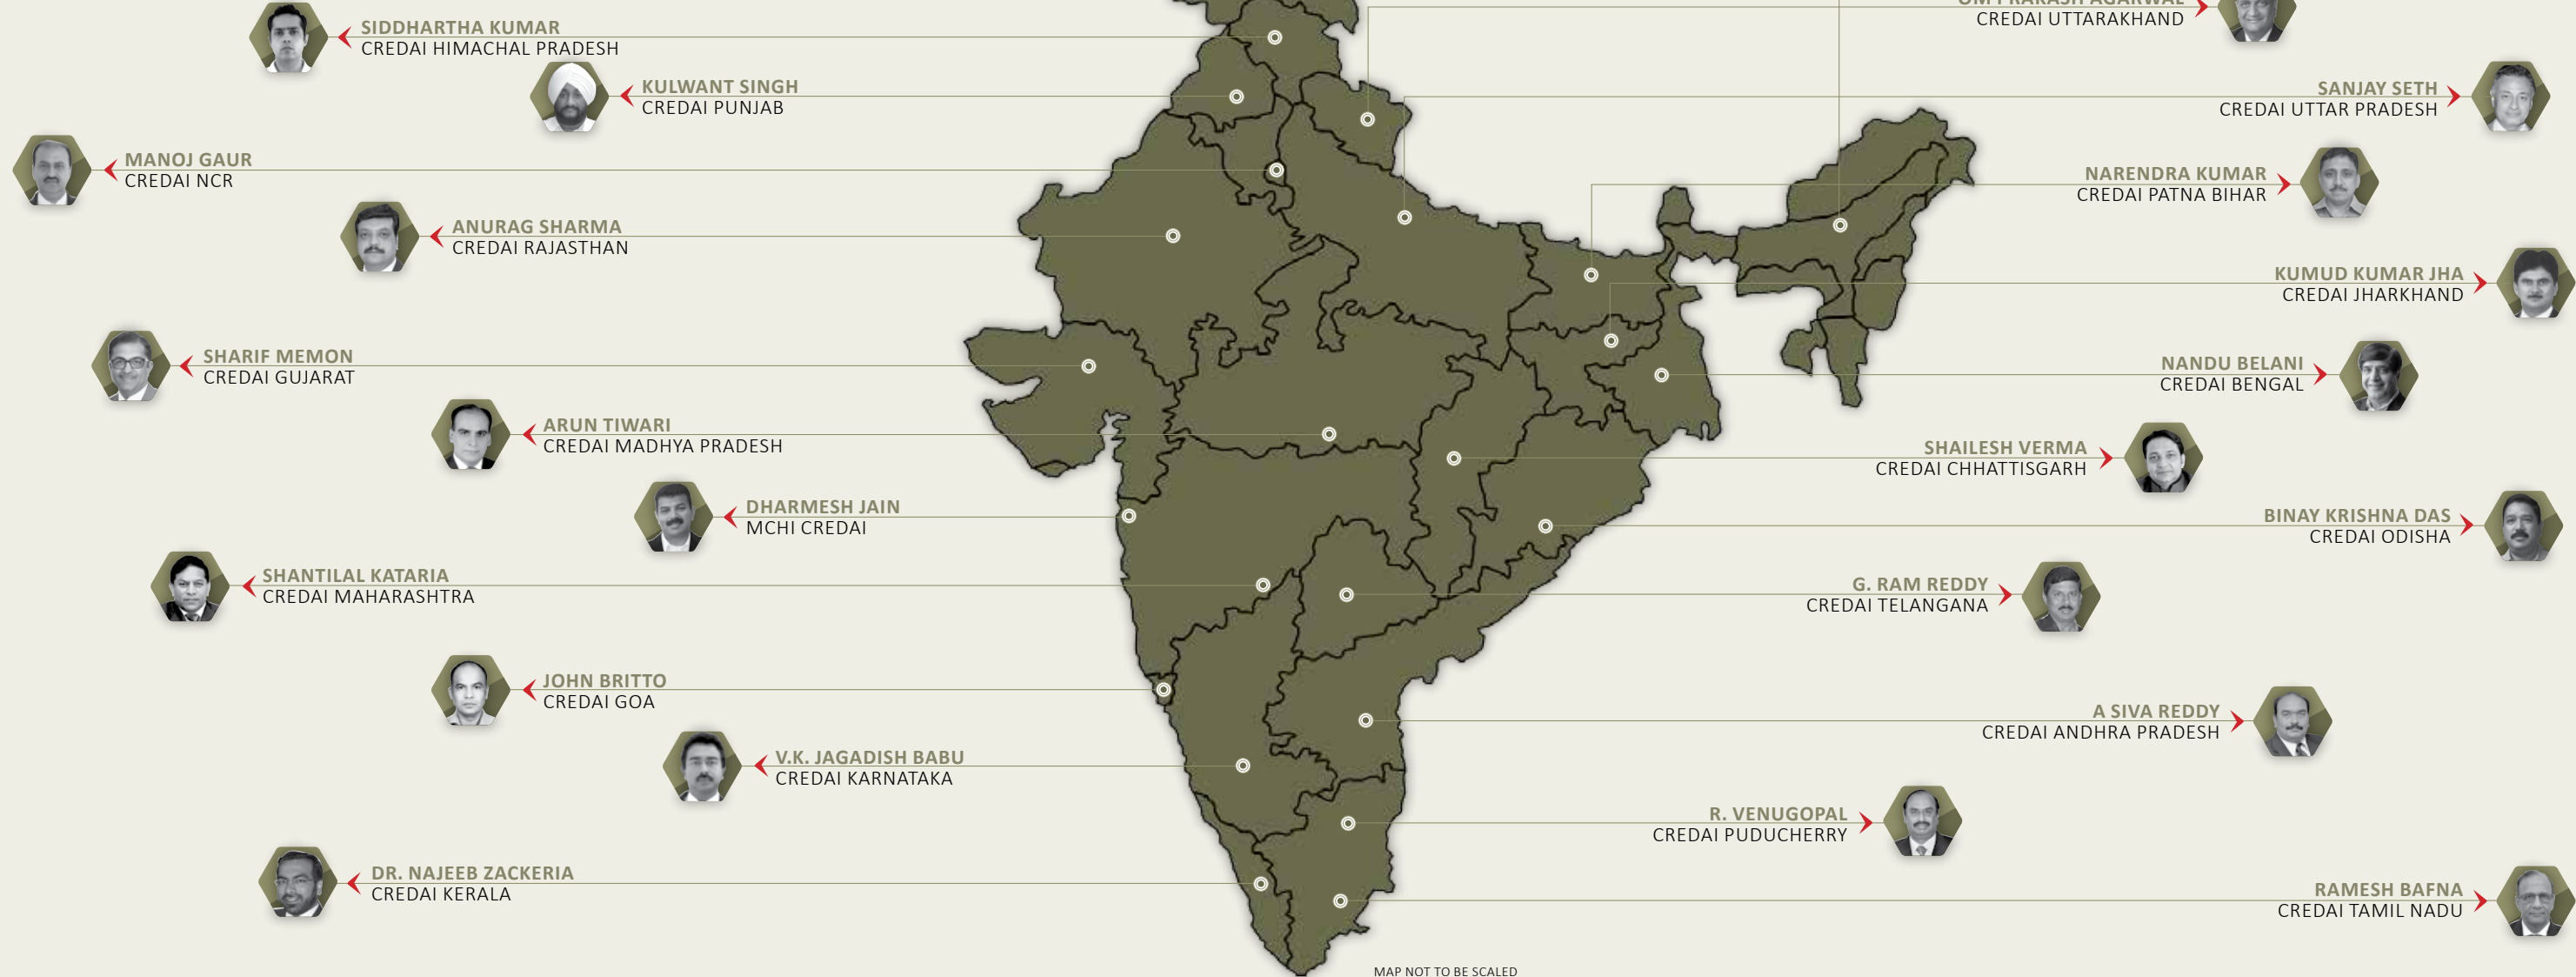 SIDDHARTHA KUMAR
CREDAI HIMACHAL PRADESH
KULWANT SINGH
CREDAI PUNJAB
MANOJ GAUR
CREDAI NCR
ANURAG SHARMA
CREDAI RAJASTHAN
SHARIF MEMON
CREDAI GUJARAT
ARUN TIWARI
CREDAI MADHYA PRADESH
DHARMESH JAIN
MCHI CREDAI
SHANTILAL KATARIA
CREDAI MAHARASHTRA
JOHN BRITTO
CREDAI GOA
V.K. JAGADISH BABU
CREDAI KARNATAKA
DR. NAJEEB ZACKERIA
CREDAI KERALA
OM PRAKASH AGARWAL
CREDAI UTTARAKHAND
SANJAY SETH
CREDAI UTTAR PRADESH
NARENDRA KUMAR
CREDAI PATNA BIHAR
KUMUD KUMAR JHA
CREDAI JHARKHAND
NANDU BELANI
CREDAI BENGAL
SHAILESH VERMA
CREDAI CHHATTISGARH
BINAY KRISHNA DAS
CREDAI ODISHA
G. RAM REDDY
CREDAI TELANGANA
A SIVA REDDY
CREDAI ANDHRA PRADESH
R. VENUGOPAL
CREDAI PUDUCHERRY
RAMESH BAFNA
CREDAI TAMIL NADU
MAP NOT TO BE SCALED